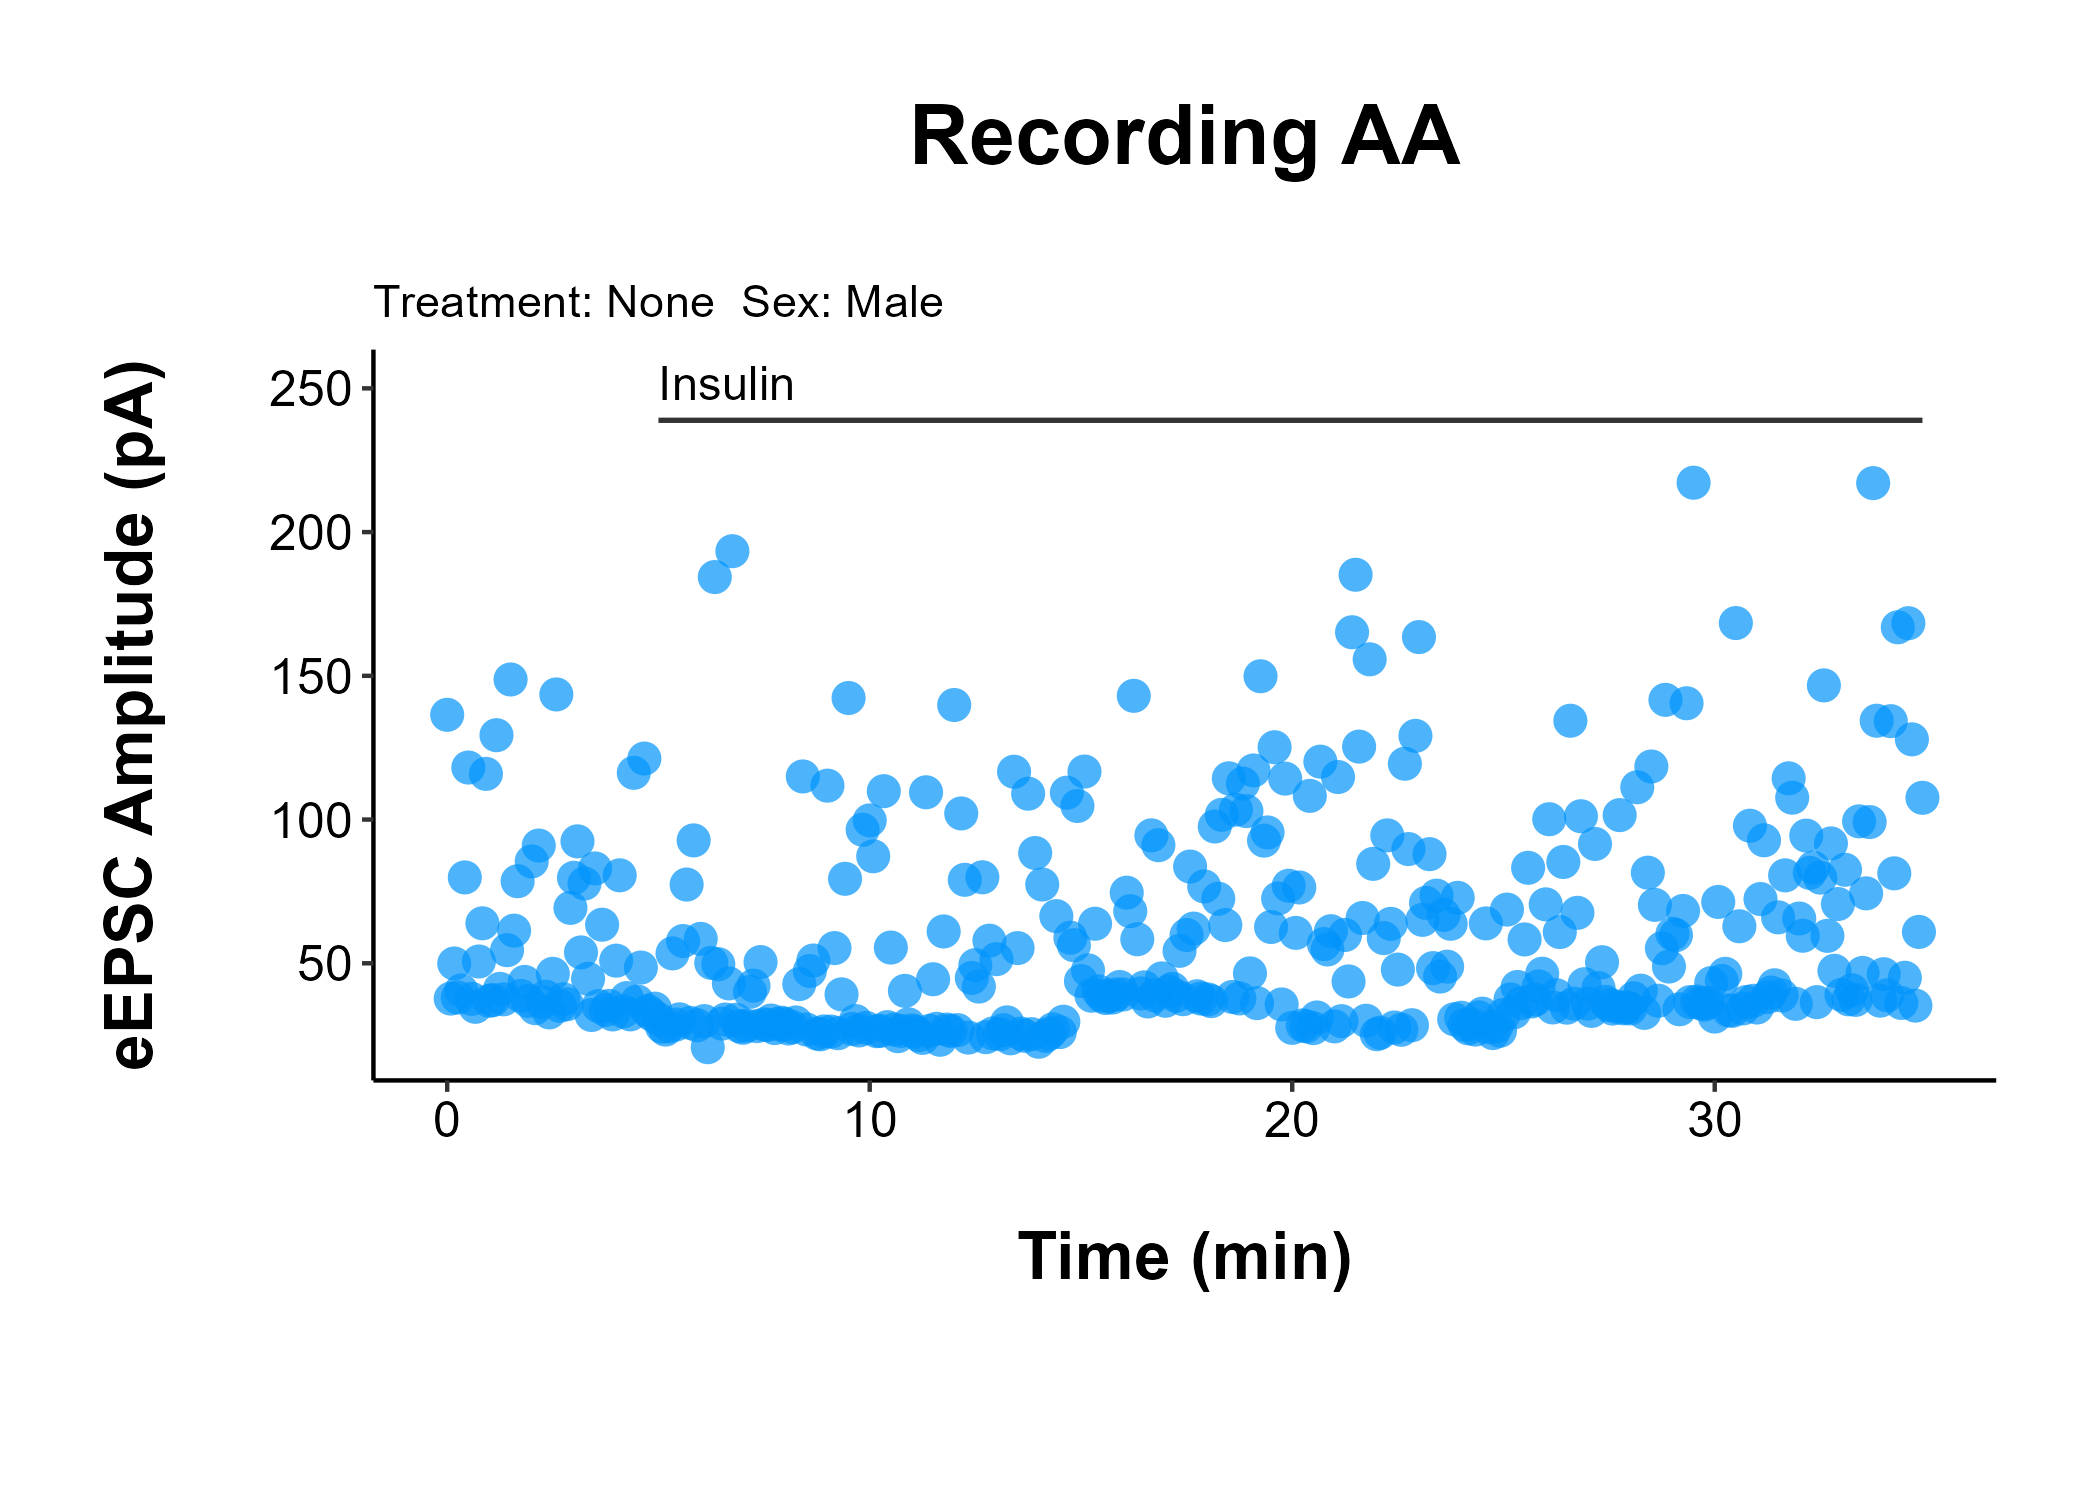 Recording AA
Treatment: None  Sex: Male
Insulin
eEPSC Amplitude (pA)
250
200
150
100
50
0
10
20
30
Time (min)